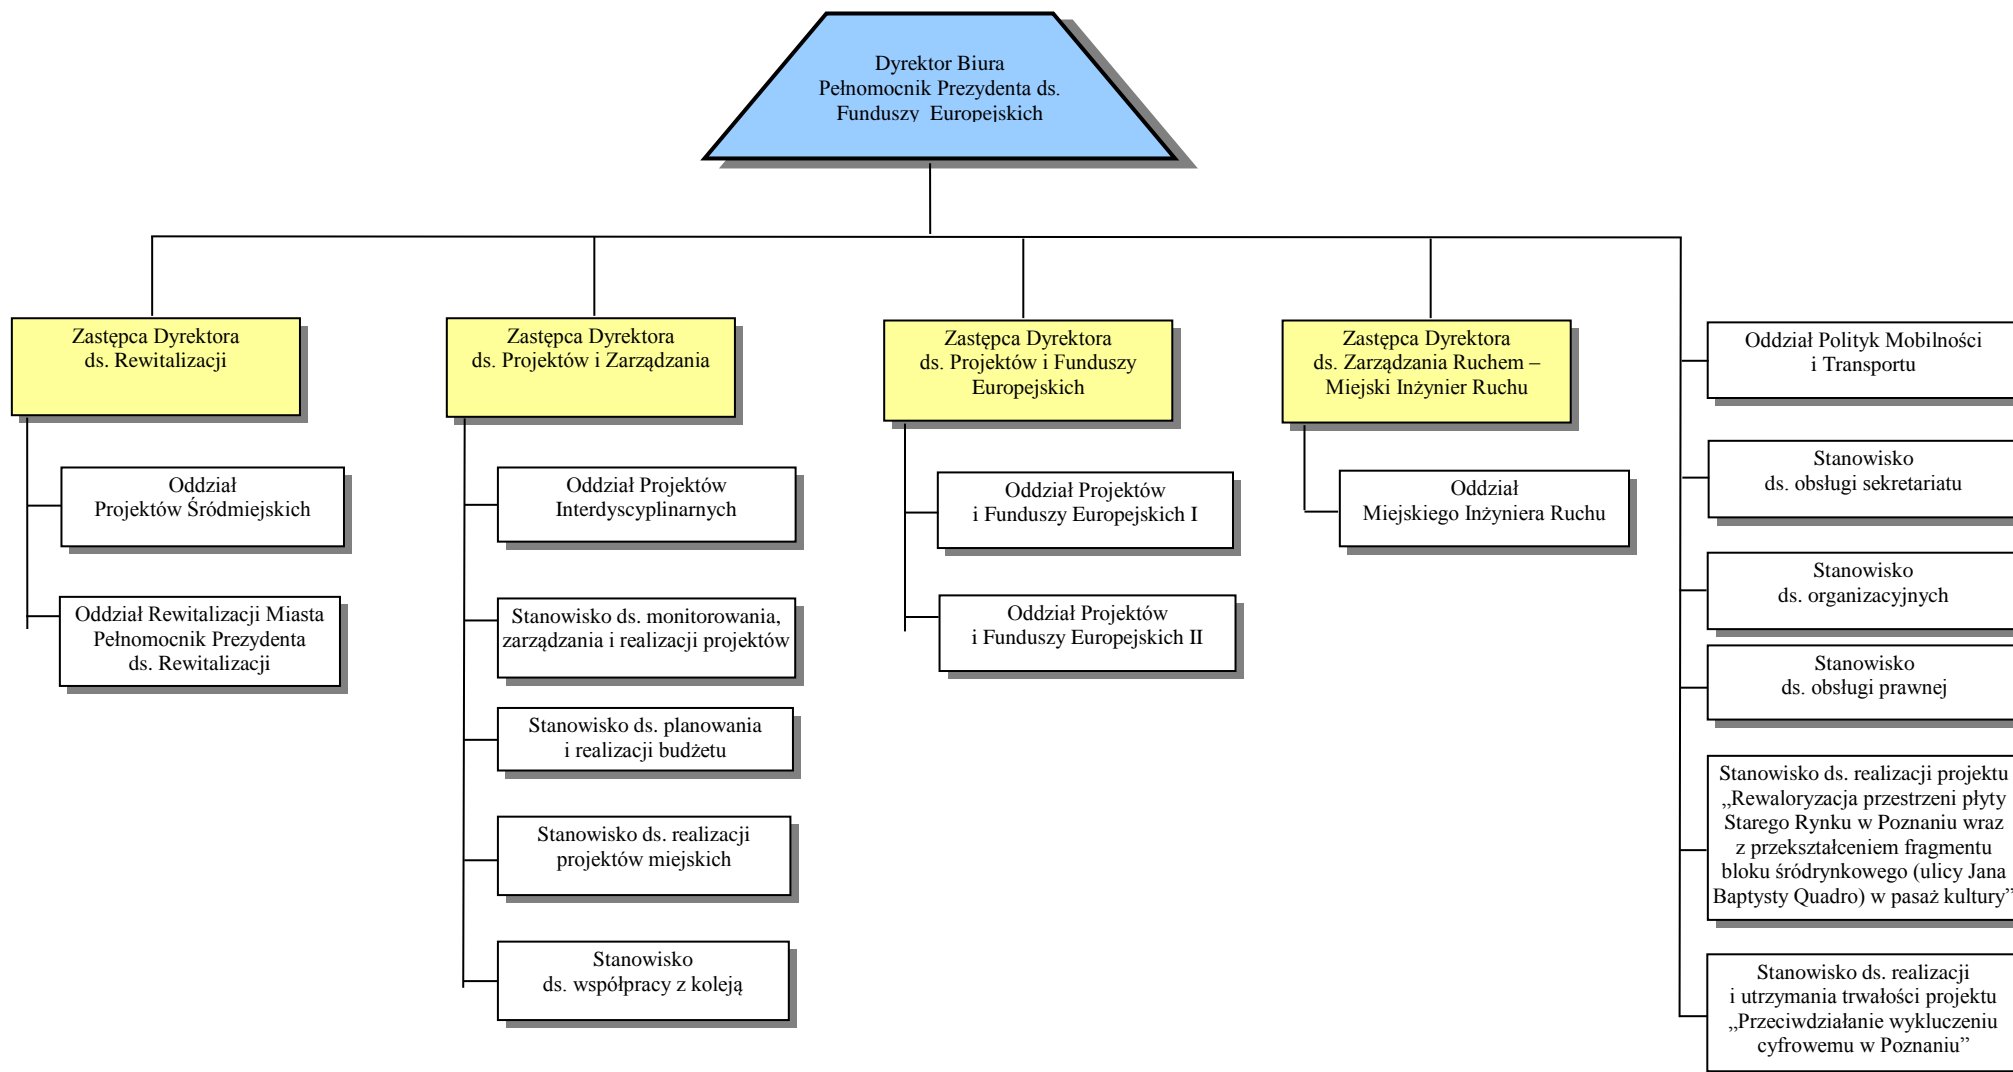 Dyrektor Biura
Pełnomocnik Prezydenta ds.
Funduszy Europejskich
Zastępca Dyrektora
ds. Rewitalizacji
Oddział
Projektów Śródmiejskich
Oddział Rewitalizacji Miasta
Pełnomocnik Prezydenta
ds. Rewitalizacji
Zastępca Dyrektora
ds. Projektów i Zarządzania
Oddział Projektów
Interdyscyplinarnych
Stanowisko ds. monitorowania,
zarządzania i realizacji projektów
Stanowisko ds. planowania
i realizacji budżetu
Stanowisko ds. realizacji
projektów miejskich
Stanowisko
ds. współpracy z koleją
Zastępca Dyrektora
ds. Projektów i Funduszy
Europejskich
Oddział Projektów
i Funduszy Europejskich I
Oddział Projektów
i Funduszy Europejskich II
Zastępca Dyrektora
ds. Zarządzania Ruchem –
Miejski Inżynier Ruchu
Oddział
Miejskiego Inżyniera Ruchu
Oddział Polityk Mobilności
i Transportu
Stanowisko
ds. obsługi sekretariatu
Stanowisko
ds. organizacyjnych
Stanowisko
ds. obsługi prawnej
Stanowisko ds. realizacji projektu
„Rewaloryzacja przestrzeni płyty
Starego Rynku w Poznaniu wraz
z przekształceniem fragmentu
bloku śródrynkowego (ulicy Jana
Baptysty Quadro) w pasaż kultury”
Stanowisko ds. realizacji
i utrzymania trwałości projektu
„Przeciwdziałanie wykluczeniu
cyfrowemu w Poznaniu”